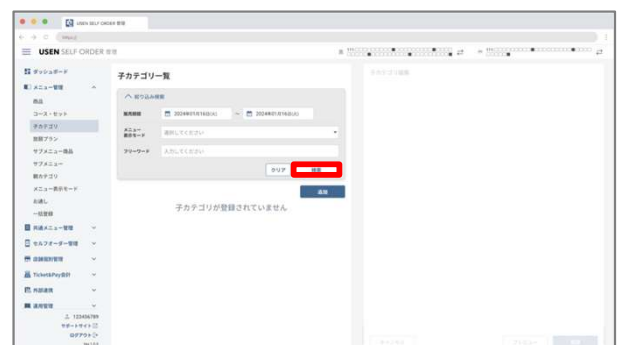 USEN SELF ORDER 管理
USEN SELF ORDER 管理
ダッシュボード
メニュー管理
商品
コース・セット
子カテゴリ
放題プラン
サブメニュー商品
サブメニュー
親カテゴリ
メニュー表示モード
お通し
一括登録
共通メニュー管理
セルフオーダー管理
店舗個別管理
Ticket&Pay会計
外部連携
運用管理
123456789
サポートサイト
ログアウト
子カテゴリ一覧
絞り込み検索
販売期間
2024年01月16日(火)
~
2024年01月16日(火)
メニュー
表示モード
選択してください
フリーワード
入力してください
クリア
検索
追加
子カテゴリが登録されていません
子カテゴリ編集